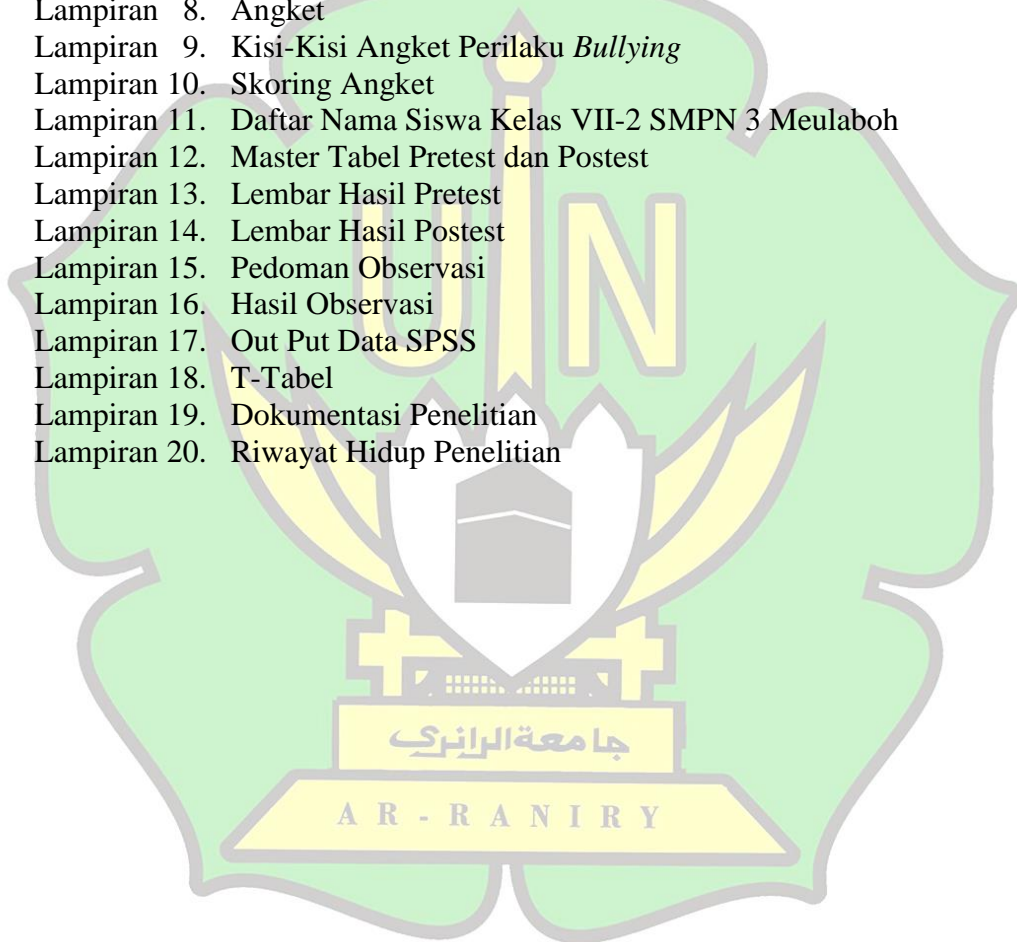 Lampiran 8. Angket
Lampiran 9. Kisi-Kisi Angket Perilaku Bullying
Lampiran 10. Skoring Angket
Lampiran 11. Daftar Nama Siswa Kelas VII-2 SMPN 3 Meulaboh
Lampiran 12. Master Tabel Pretest dan Postest
Lampiran 13. Lembar Hasil Pretest
Lampiran 14. Lembar Hasil Postest
Lampiran 15. Pedoman Observasi
Lampiran 16. Hasil Observasi
Lampiran 17. Out Put Data SPSS
Lampiran 18. T-Tabel
Lampiran 19. Dokumentasi Penelitian
Lampiran 20. Riwayat Hidup Penelitian
UIN
جامعةالرانري
AR-RANIRY